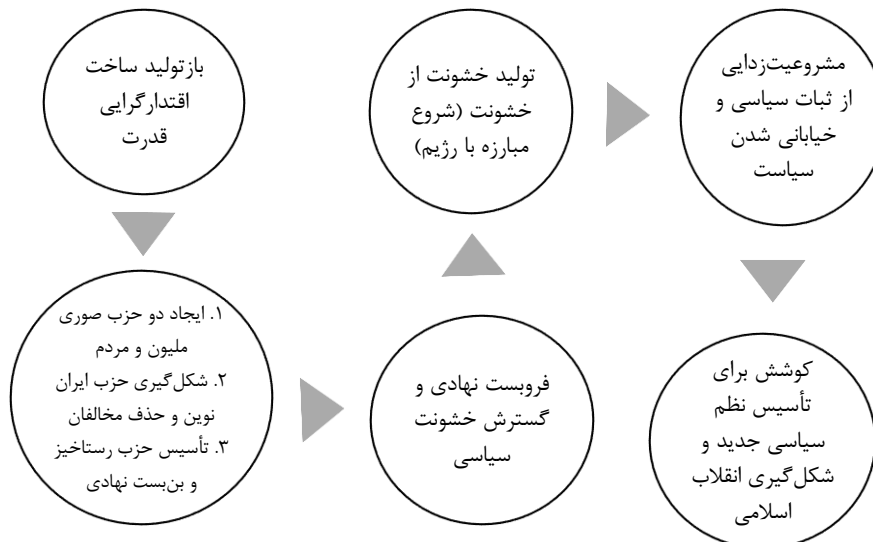 بازتولید ساخت
اقتدارگرایی
قدرت
۱. ایجاد دو حزب صوری
ملیون و مردم
۲. شکل‌گیری حزب ایران
نوین و حذف مخالفان
۳. تأسیس حزب رستاخیز
و بن‌بست نهادی
فروبست نهادی و
گسترش خشونت
سیاسی
تولید خشونت از
خشونت (شروع
مبارزه با رژیم)
مشروعیت‌زدایی
از ثبات سیاسی و
خیابانی شدن
سیاست
کوشش برای
تأسیس نظم
سیاسی جدید و
شکل‌گیری انقلاب
اسلامی